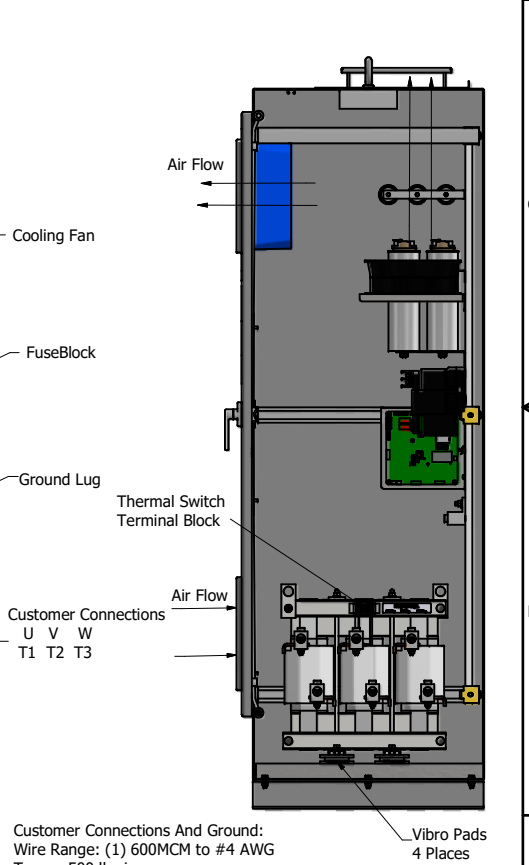 Air Flow
Cooling Fan
FuseBlock
Ground Lug
Thermal Switch
Terminal Block
Air Flow
Customer Connections
U V W
T1 T2 T3
Customer Connections And Ground:
Wire Range: (1) 600MCM to #4 AWG
Vibro Pads
4 Places